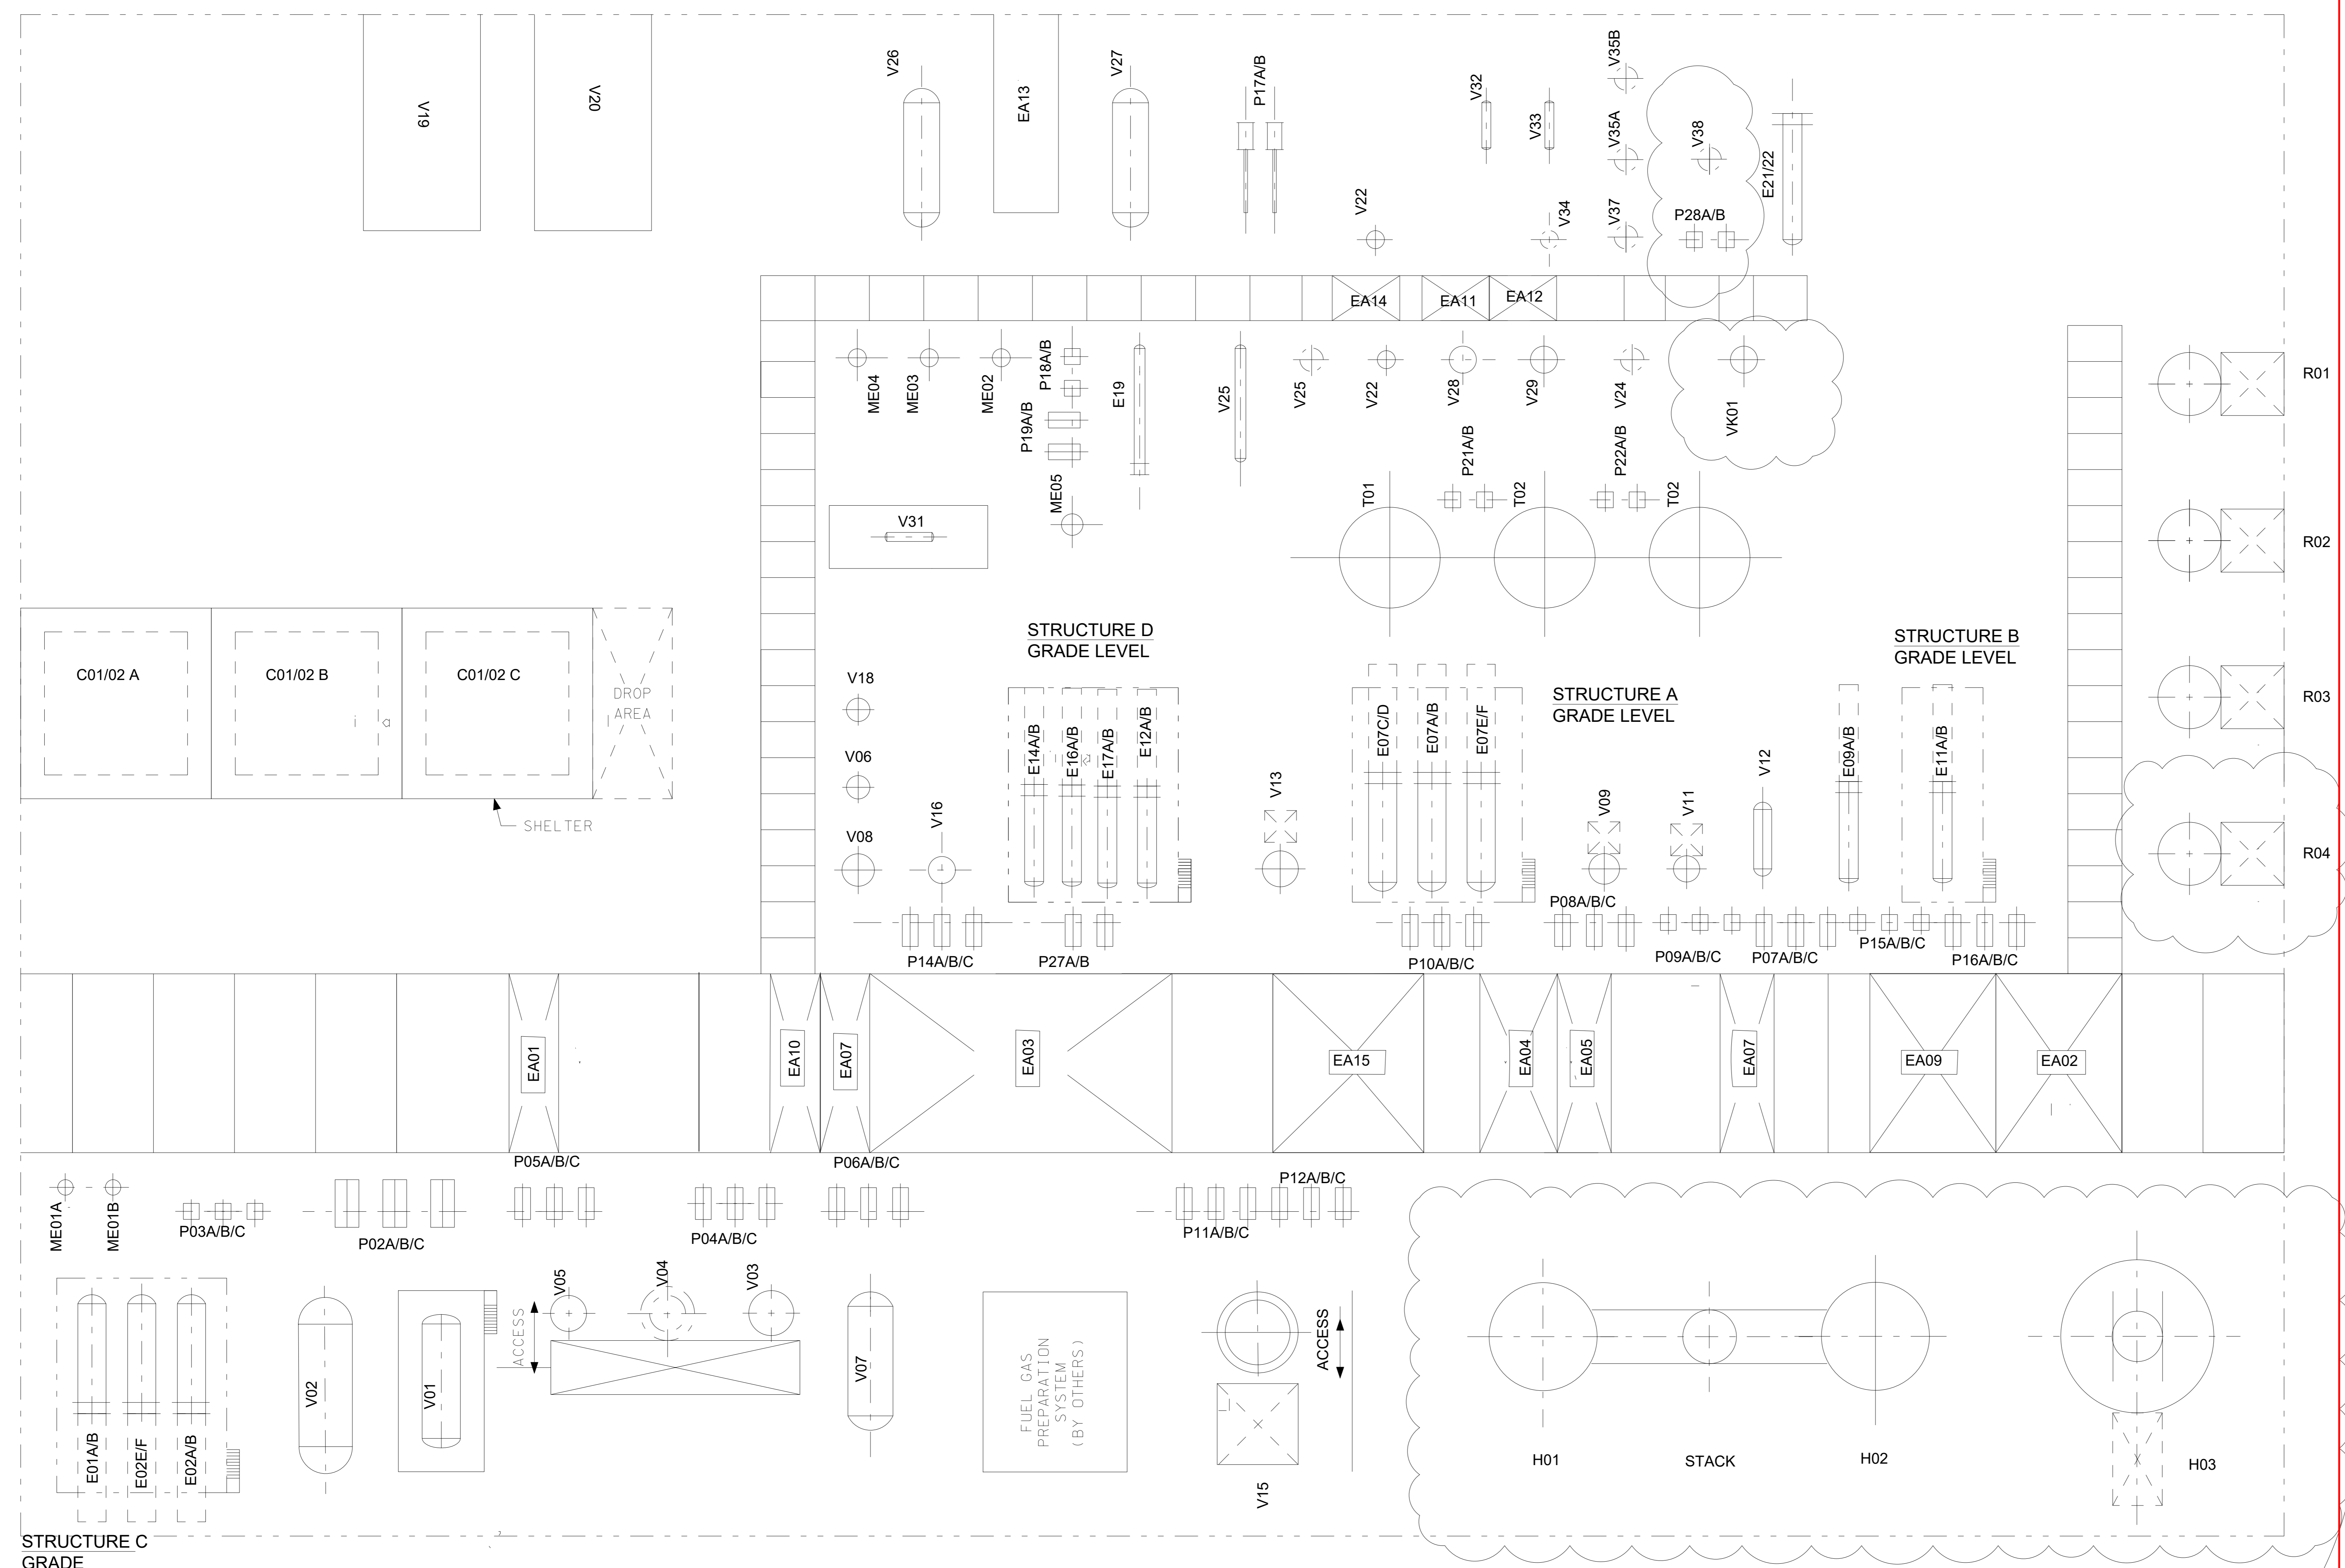 V19
V20
V26
EA13
V27
P17A/B
V32
V33
V35B
V35A
V38
E21/22
V22
V34
V37
P28A/B
EA14
EA11
EA12
ME04
ME03
ME02
P18A/B
P19A/B
E19
V25
V25
V22
V28
V29
V24
VK01
R01
P21A/B
P22A/B
ME05
T01
T02
T02
V31
R02
STRUCTURE D
GRADE LEVEL
STRUCTURE B
GRADE LEVEL
C01/02 A
C01/02 B
C01/02 C
DROP
AREA
V18
STRUCTURE A
GRADE LEVEL
R03
E14A/B
E16A/B
E17A/B
E12A/B
E07C/D
E07A/B
E07E/F
E09A/B
E11A/B
V06
V13
V12
SHELTER
V16
V09
V11
V08
R04
P08A/B/C
P14A/B/C
P27A/B
P10A/B/C
P09A/B/C
P07A/B/C
P15A/B/C
P16A/B/C
EA01
EA10
EA07
EA03
EA15
EA04
EA05
EA07
EA09
EA02
P05A/B/C
P06A/B/C
P12A/B/C
ME01A
ME01B
P03A/B/C
P02A/B/C
P04A/B/C
P11A/B/C
V05
V04
V03
ACCESS
ACCESS
V02
V01
V07
FUEL GAS
PREPARATION
SYSTEM
(BY OTHERS)
E01A/B
E02E/F
E02A/B
V15
H01
STACK
H02
H03
STRUCTURE C
GRADE